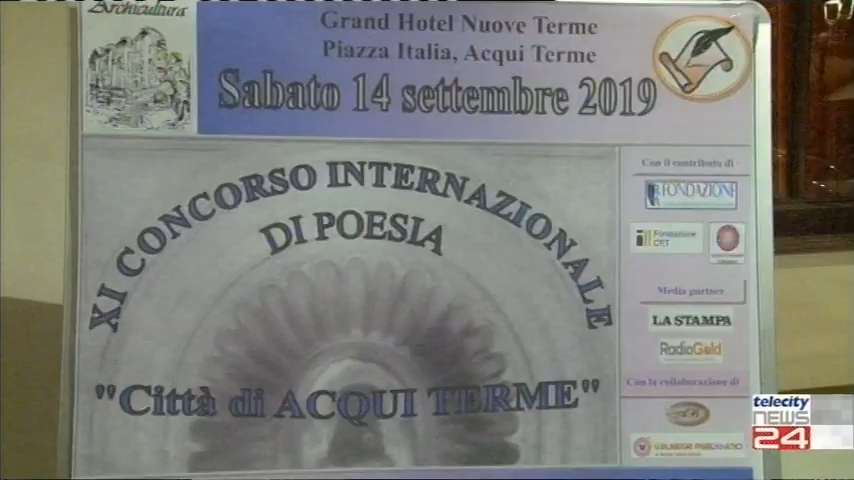 Archicultura
Grand Hotel Nuove Terme
Piazza Italia, Acqui Terme
Sabato 14 settembre 2019
XI CONCORSO INTERNAZIONALE
DI POESIA
"Città di ACQUI TERME"
Con il contributo di
FONDAZIONE
Fondazione
CRT
Media partner
LA STAMPA
RadioGold
Con la collaborazione di
telecity
NEWS
24